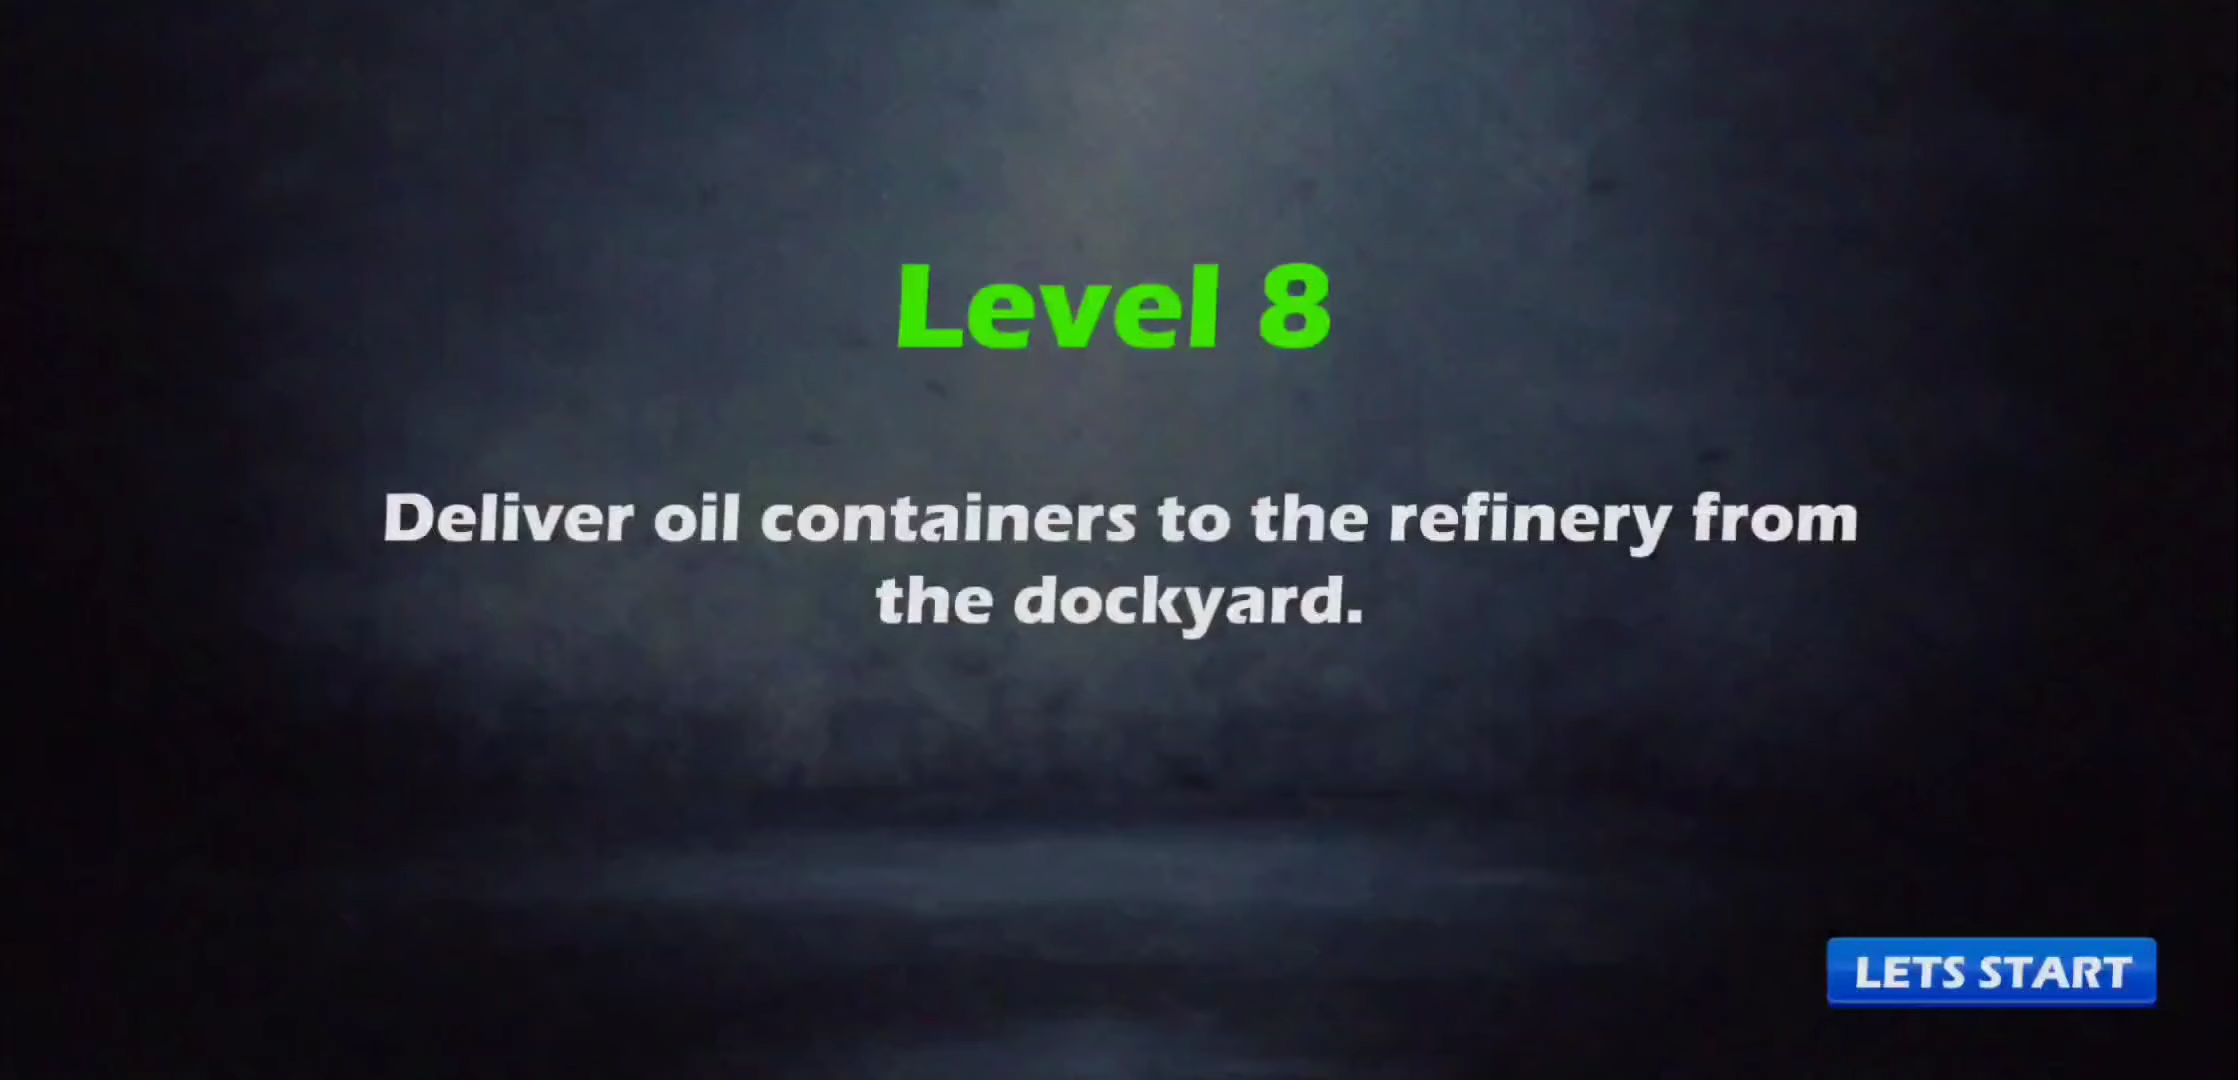 Level 8
Deliver oil containers to the refinery from
the dockyard.
LETS START